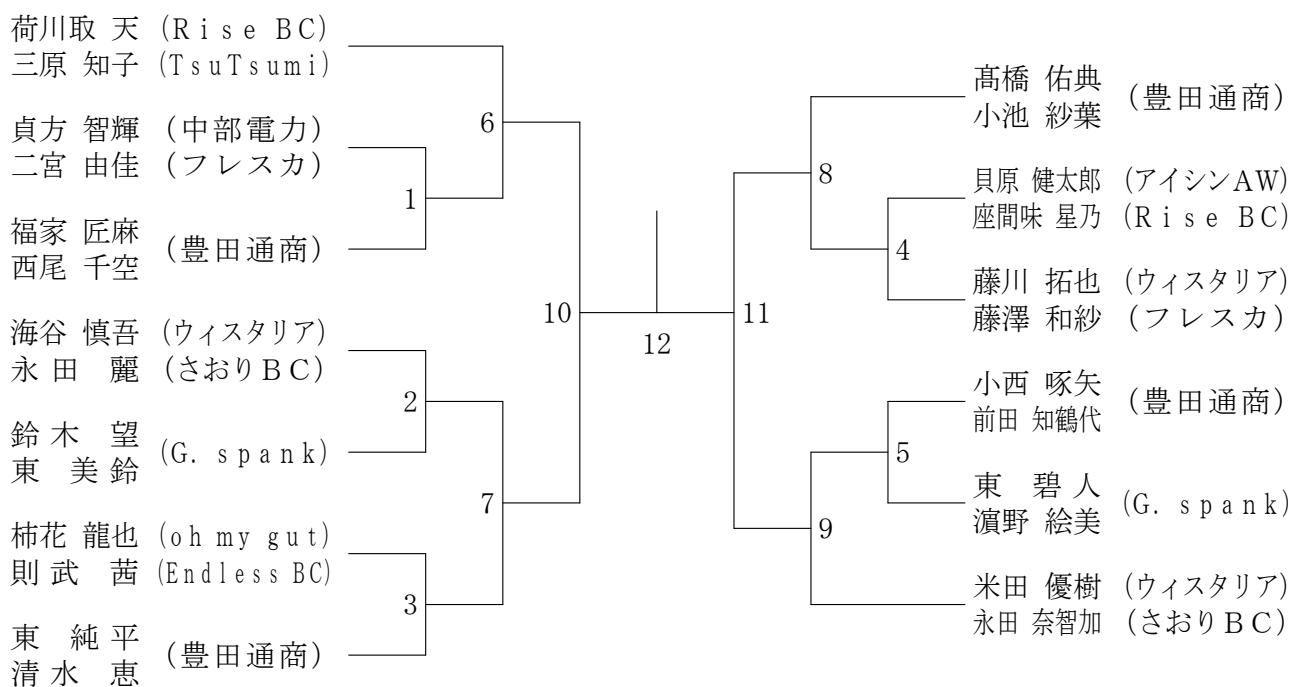 荷川取 天 (Rise BC)
三原 知子 (TsuTsumi)
貞方 智輝 (中部電力)
二宮 由佳 (フレスカ)
福家 匠麻
西尾 千空
(豊田通商)
海谷 慎吾 (ウィスタリア)
永田 麗 (さおりBC)
鈴木 望
東 美鈴
(G. spank)
柿花 龍也 (oh my gut)
則武 茜 (Endless BC)
東 純平
清水 恵
(豊田通商)
6
1
2
7
3
10
12
11
8
4
5
9
髙橋 佑典
小池 紗葉
(豊田通商)
貝原 健太郎 (アイシンAW)
座間味 星乃 (Rise BC)
藤川 拓也 (ウィスタリア)
藤澤 和紗 (フレスカ)
小西 啄矢
前田 知鶴代
(豊田通商)
東 碧人
濵野 絵美
(G. spank)
米田 優樹 (ウィスタリア)
永田 奈智加 (さおりBC)